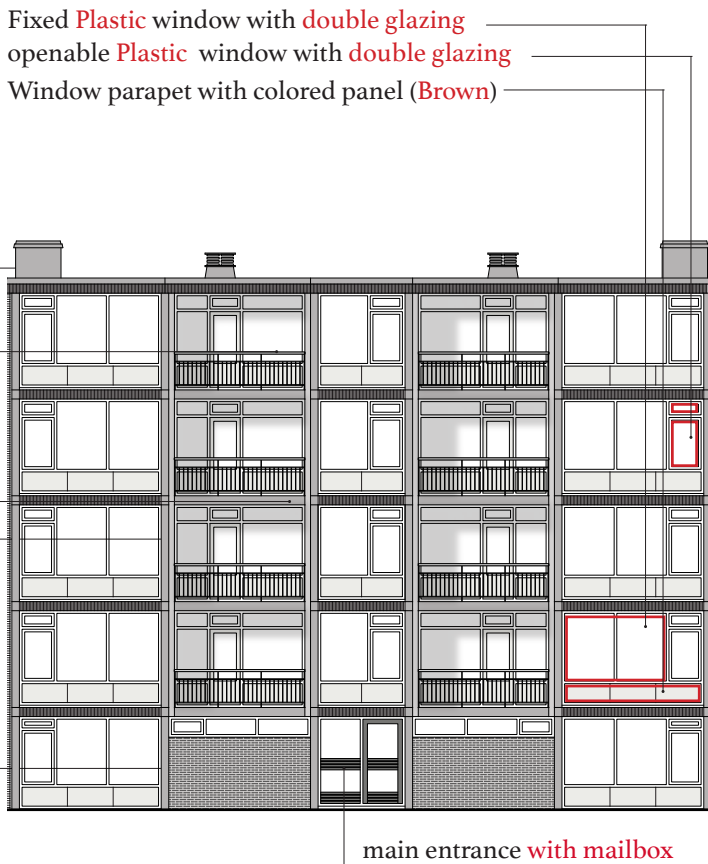 Fixed Plastic window with double glazing
openable Plastic window with double glazing
Window parapet with colored panel (Brown)
main entrance with mailbox